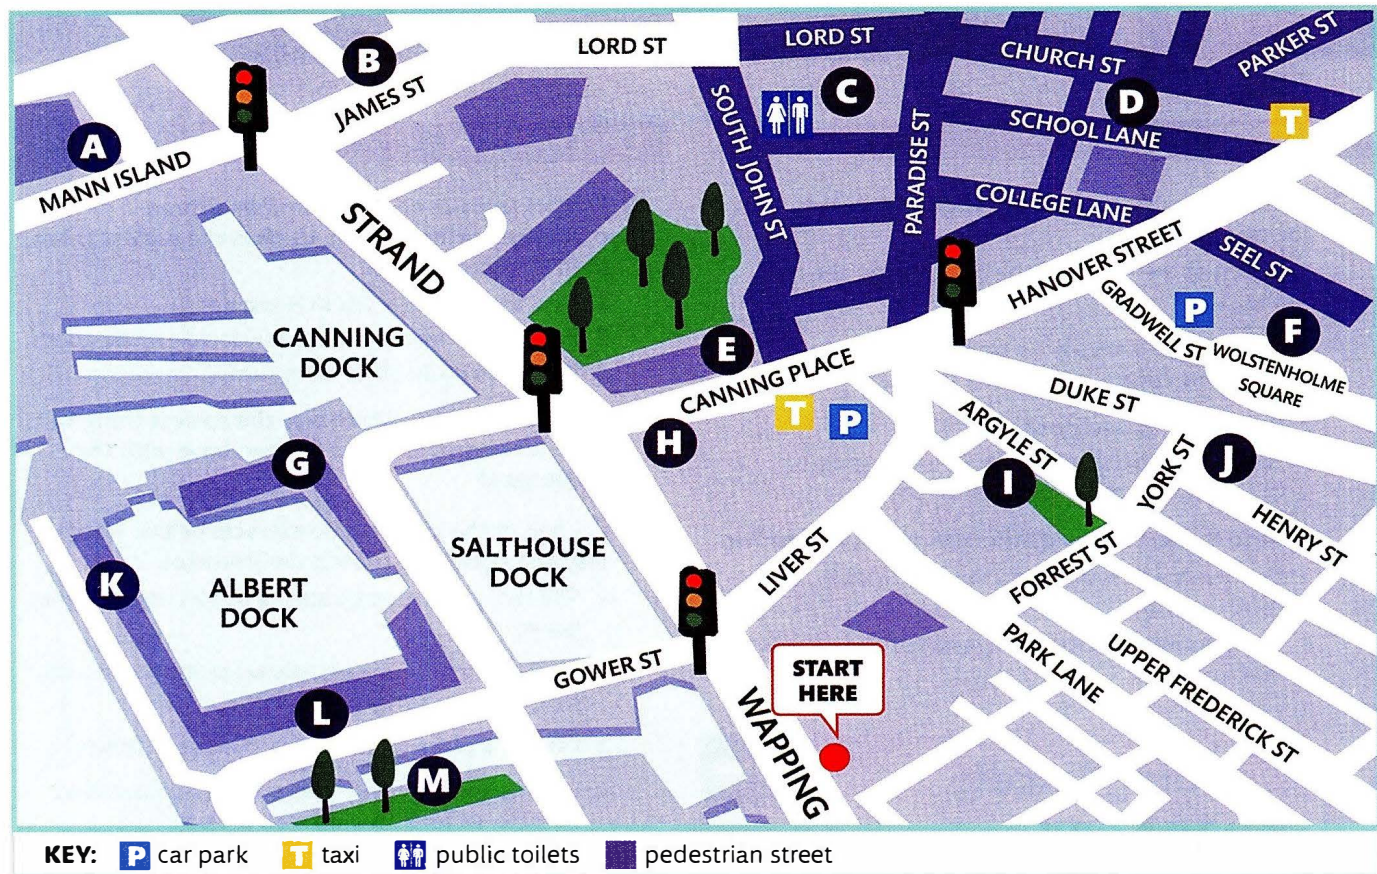 LORD ST
LORD ST
CHURCH ST
PARKER ST
B
JAMES ST
C
D
SOUTH JOHN ST
SCHOOL LANE
T
A
MANN ISLAND
PARADISE ST
COLLEGE LANE
STRAND
HANOVER STREET
SEEL ST
GRADWELL ST
P
F
CANNING
DOCK
E
CANNING PLACE
WOLSTENHOLME
SQUARE
DUKE ST
T
P
H
ARGYLE ST
G
I
YORK ST
J
HENRY ST
SALTHOUSE
DOCK
LIVER ST
FORREST ST
K
ALBERT
DOCK
GOWER ST
START
HERE
PARK LANE
UPPER FREDERICK ST
L
WAPPING
M
KEY: P car park T taxi public toilets pedestrian street